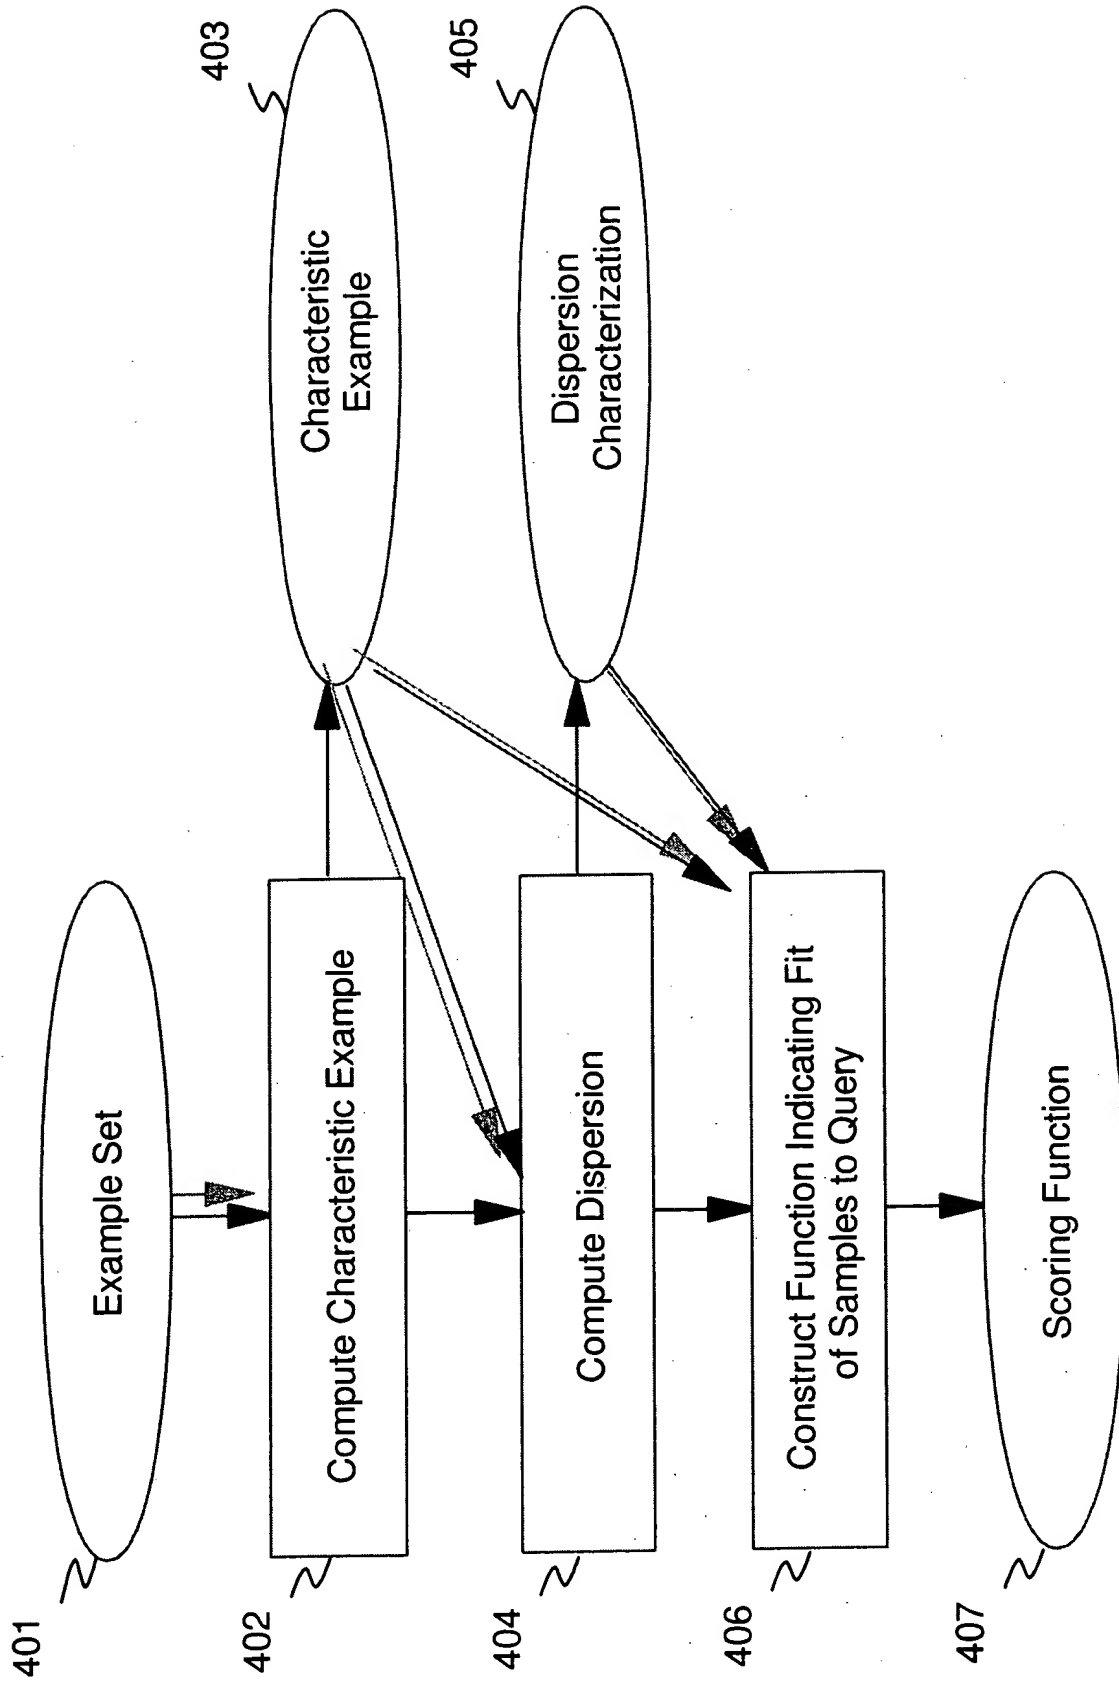 401
Example Set
402
Compute Characteristic Example
403
Characteristic
Example
404
Compute Dispersion
405
Dispersion
Characterization
406
Construct Function Indicating Fit
of Samples to Query
407
Scoring Function